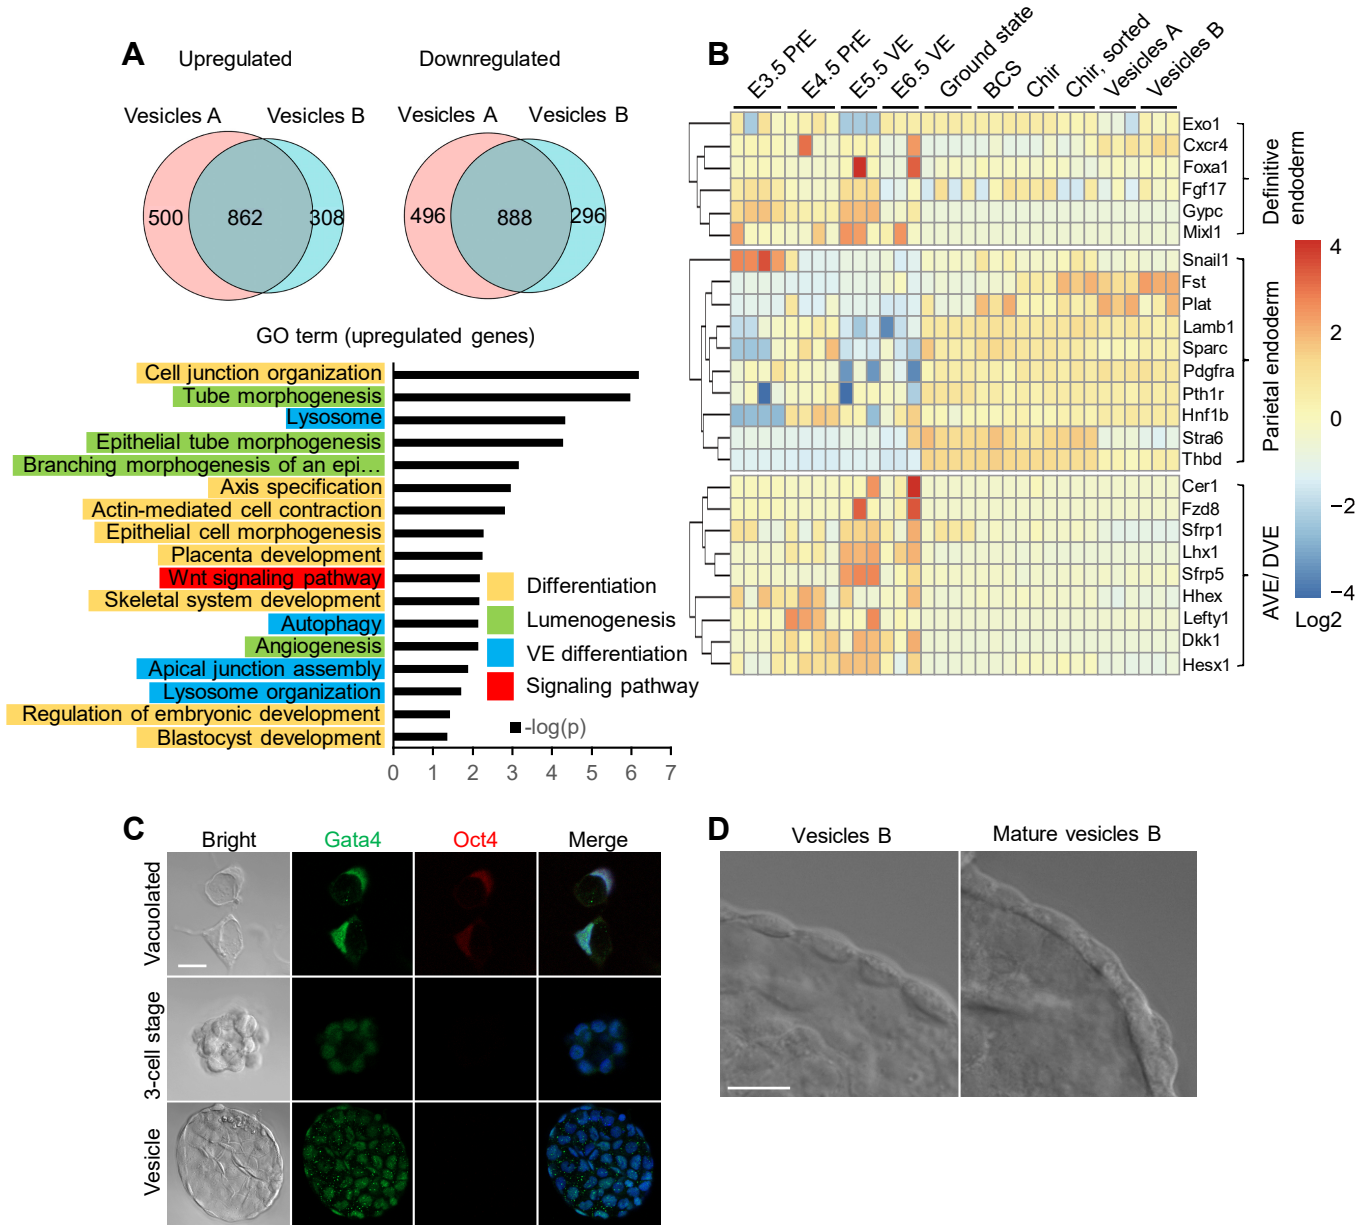 A
Upregulated
Downregulated
Vesicles A
Vesicles B
Vesicles A
Vesicles B
500
862
308
496
888
296
GO term (upregulated genes)
Cell junction organization
Tube morphogenesis
Lysosome
Epithelial tube morphogenesis
Branching morphogenesis of an epi…
Axis specification
Actin-mediated cell contraction
Epithelial cell morphogenesis
Placenta development
Wnt signaling pathway
Skeletal system development
Autophagy
Angiogenesis
Apical junction assembly
Lysosome organization
Regulation of embryonic development
Blastocyst development
Differentiation
Lumenogenesis
VE differentiation
Signaling pathway
-log(p)
0 1 2 3 4 5 6 7
B
E3.5 PrE
E4.5 PrE
E5.5 VE
E6.5 VE
Ground state
BCS
Chir
Chir, sorted
Vesicles A
Vesicles B
Exo1
Cxcr4
Foxa1
Fgf17
Gypc
Mixl1
Definitive
endoderm
Snail1
Fst
Plat
Lamb1
Sparc
Pdgfra
Pth1r
Hnf1b
Stra6
Thbd
Parietal endoderm
Cer1
Fzd8
Sfrp1
Lhx1
Sfrp5
Hhex
Lefty1
Dkk1
Hesx1
AVE/ DVE
4
2
0
−2
−4
Log2
C
Bright
Gata4
Oct4
Merge
Vacuolated
3-cell stage
Vesicle
D
Vesicles B
Mature vesicles B